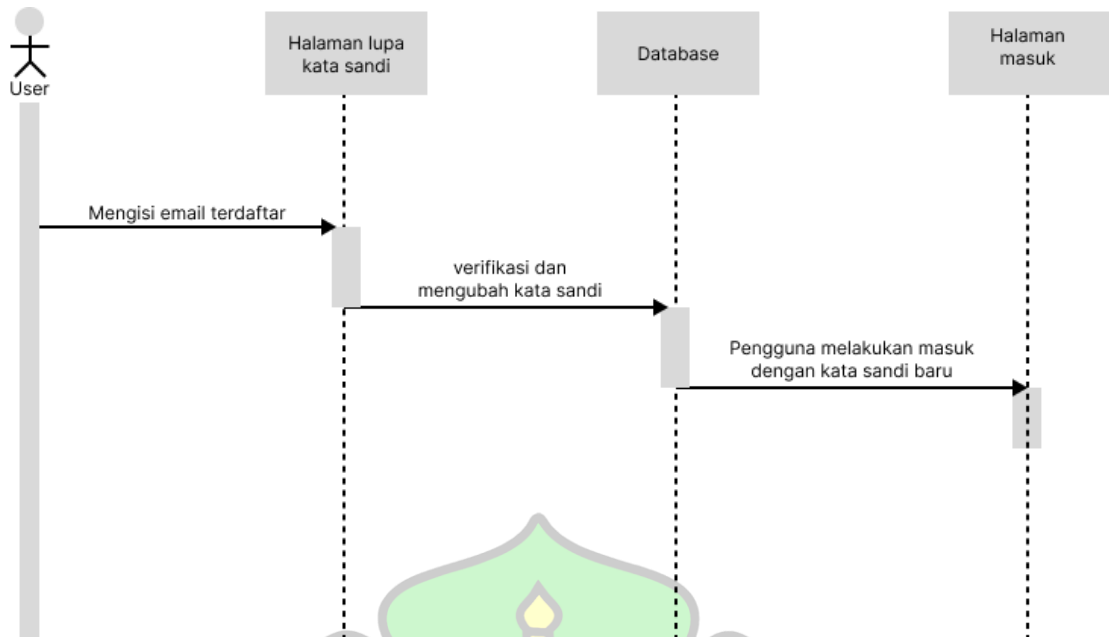 Halaman lupa
kata sandi
Database
Halaman
masuk
User
Mengisi email terdaftar
verifikasi dan
mengubah kata sandi
Pengguna melakukan masuk
dengan kata sandi baru